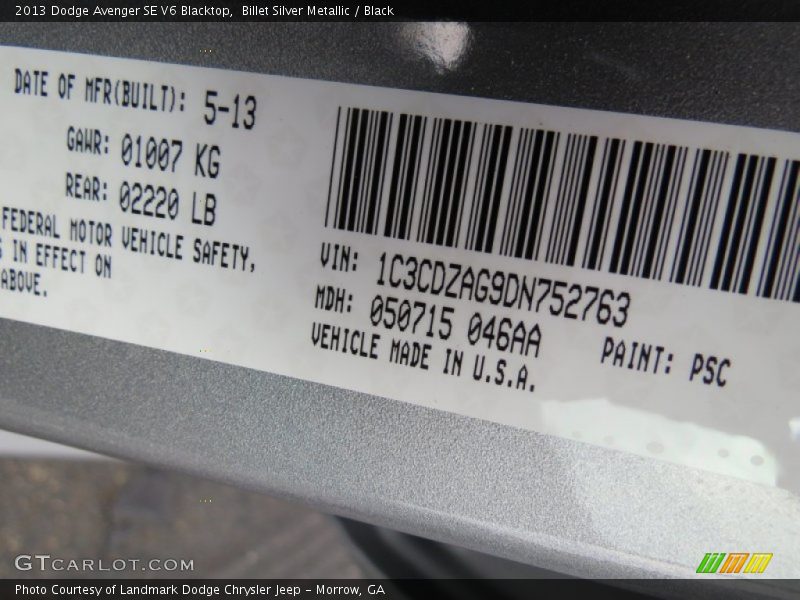 2013 Dodge Avenger SE V6 Blacktop,  Billet Silver Metallic / Black
DATE OF MFR(BUILT): 5-13
GAWR: 01007 KG
REAR: 02220 LB
FEDERAL MOTOR VEHICLE SAFETY,
IN EFFECT ON
ABOVE.
VIN: 1C3CDZAG9DN752763
MDH: 050715 046AA
PAINT: PSC
VEHICLE MADE IN U.S.A.
GTCARLOT.COM
Photo Courtesy of Landmark Dodge Chrysler Jeep – Morrow, GA